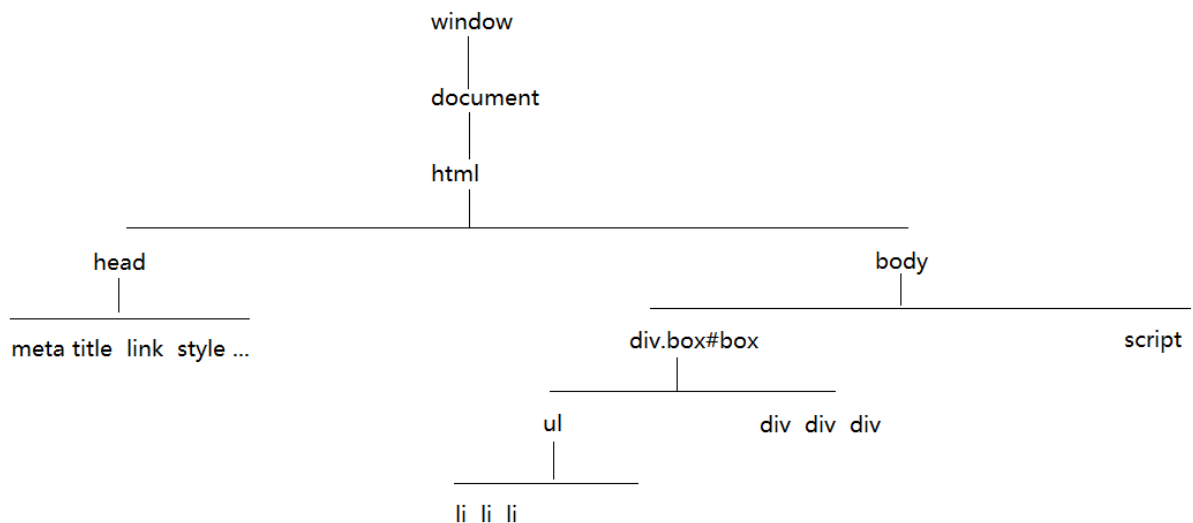 window
document
html
head body
meta title link style ...
div.box#box script
ul div div div
li li li